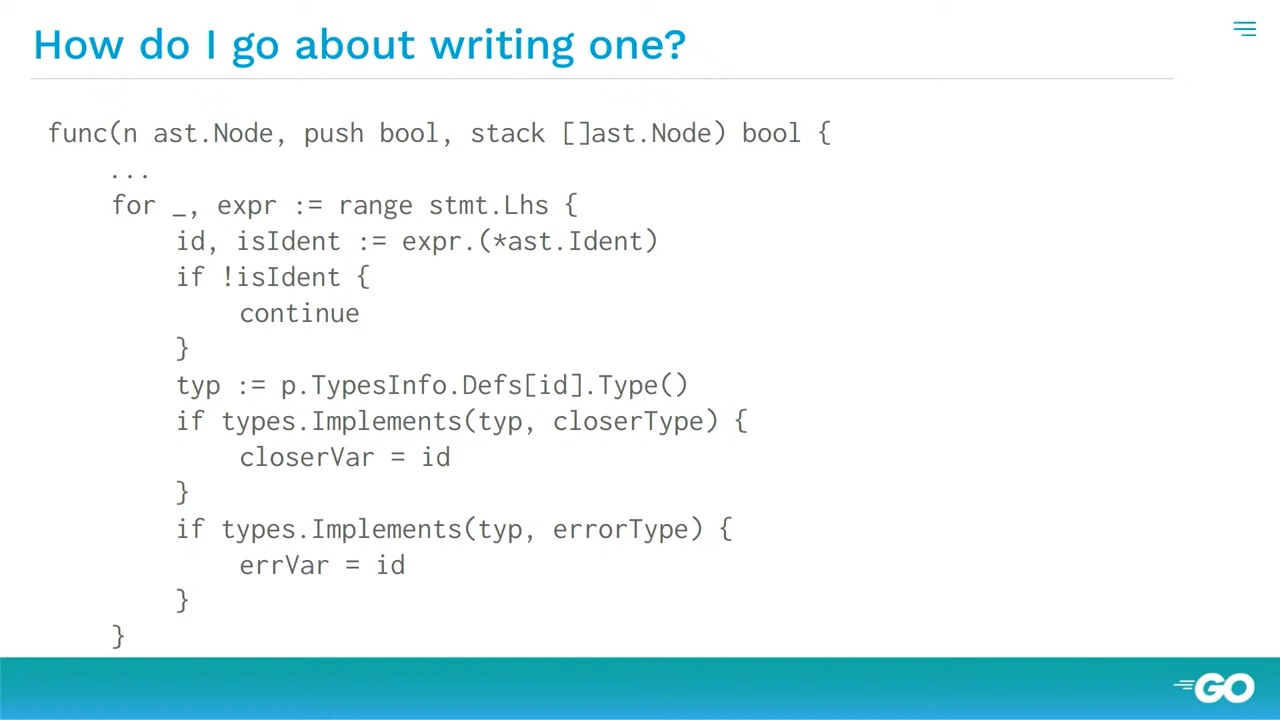 How do I go about writing one?
func(n ast.Node, push bool, stack []ast.Node) bool {
    ...
    for _, expr := range stmt.Lhs {
        id, isIdent := expr.(*ast.Ident)
        if !isIdent {
            continue
        }
        typ := p.TypesInfo.Defs[id].Type()
        if types.Implements(typ, closerType) {
            closerVar = id
        }
        if types.Implements(typ, errorType) {
            errVar = id
        }
    }
GO